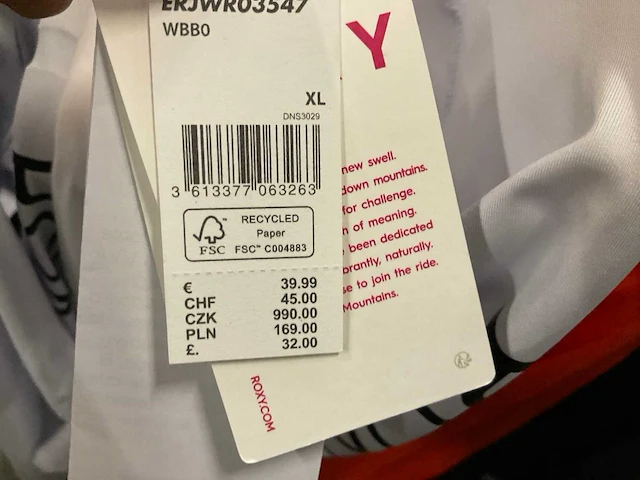 ERJWR03547
WBB0
XL
DNS3029
3 613377 063263
FSC
RECYCLED
Paper
FSC™ C004883
€ 39.99
CHF 45.00
CZK 990.00
PLN 169.00
£. 32.00
Y
new swell.
down mountains.
for challenge.
of meaning.
been dedicated
naturally.
to join the ride.
Mountains.
ROXY.COM